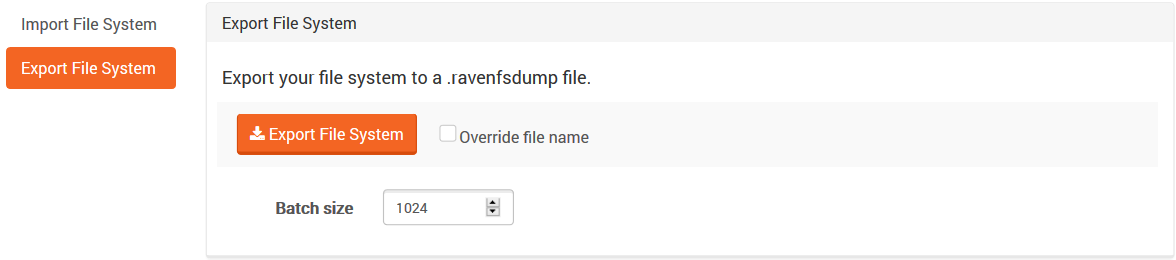 Import File System
Export File System
Export File System
Export your file system to a .ravenfsdump file.
Export File System
Override file name
Batch size
1024